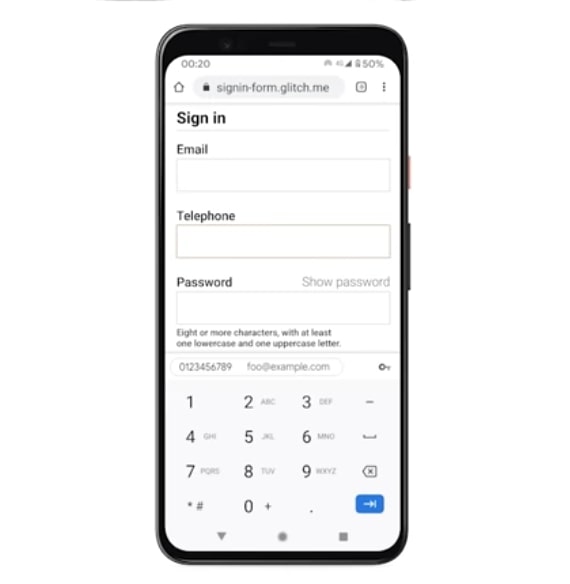 00:20 4G 50%
signin-form.glitch.me
Sign in
Email
Telephone
Password Show password
Eight or more characters, with at least
one lowercase and one uppercase letter.
0123456789 foo@example.com
1 2 ABC 3 DEF -
4 GHI 5 JKL 6 MNO
7 PQRS 8 TUV 9 WXYZ
* # 0 + .